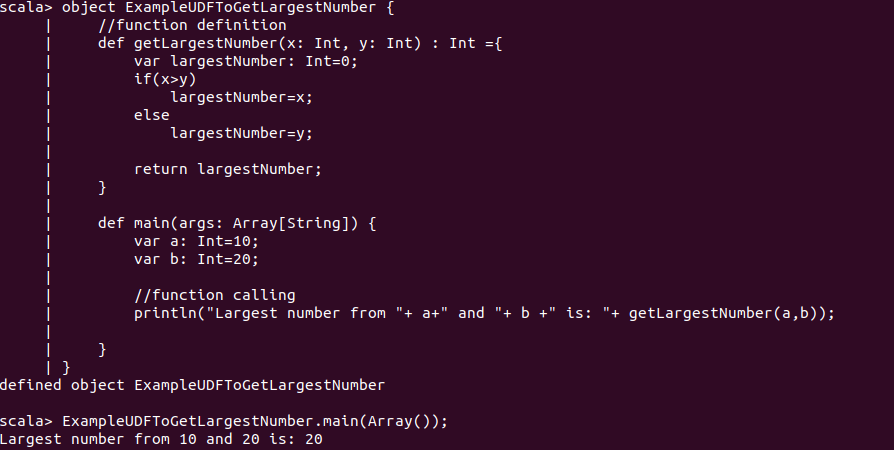 scala> object ExampleUDFToGetLargestNumber {
     |     //function definition
     |     def getLargestNumber(x: Int, y: Int) : Int ={
     |         var largestNumber: Int=0;
     |         if(x>y)
     |             largestNumber=x;
     |         else
     |             largestNumber=y;
     |
     |         return largestNumber;
     |     }
     |
     |     def main(args: Array[String]) {
     |         var a: Int=10;
     |         var b: Int=20;
     |
     |         //function calling
     |         println("Largest number from "+ a+" and "+ b +" is: "+ getLargestNumber(a,b));
     |
     |     }
     | }
defined object ExampleUDFToGetLargestNumber

scala> ExampleUDFToGetLargestNumber.main(Array());
Largest number from 10 and 20 is: 20